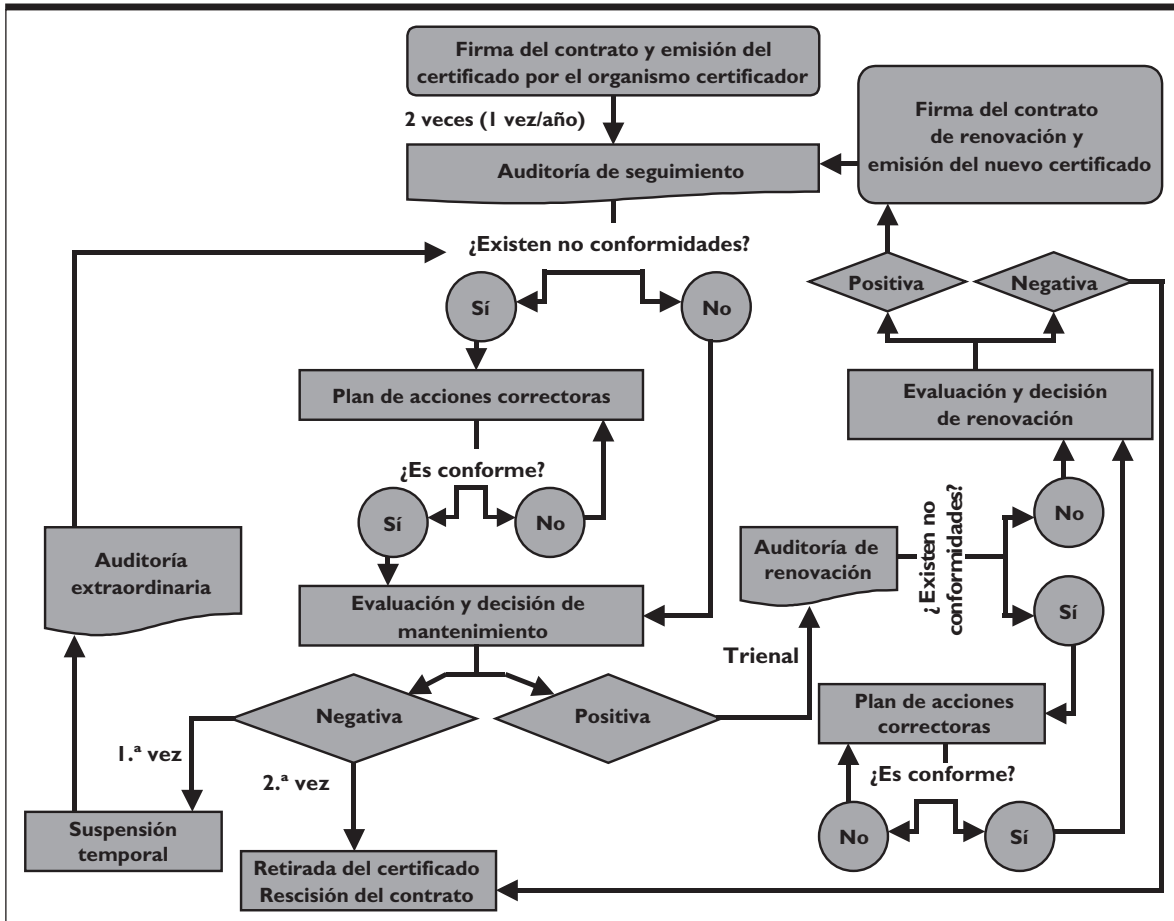 Firma del contrato y emisión del
certificado por el organismo certificador
2 veces (1 vez/año)
Firma del contrato
de renovación y
emisión del nuevo certificado
Auditoría de seguimiento
¿Existen no conformidades?
Sí
No
Positiva
Negativa
Plan de acciones correctoras
Evaluación y decisión
de renovación
¿Es conforme?
Sí
No
Auditoría
extraordinaria
Auditoría de
renovación
¿Existen no
conformidades?
No
Sí
Evaluación y decisión de
mantenimiento
Trienal
Negativa
Positiva
Plan de acciones
correctoras
1.ª vez
2.ª vez
¿Es conforme?
No
Sí
Suspensión
temporal
Retirada del certificado
Rescisión del contrato